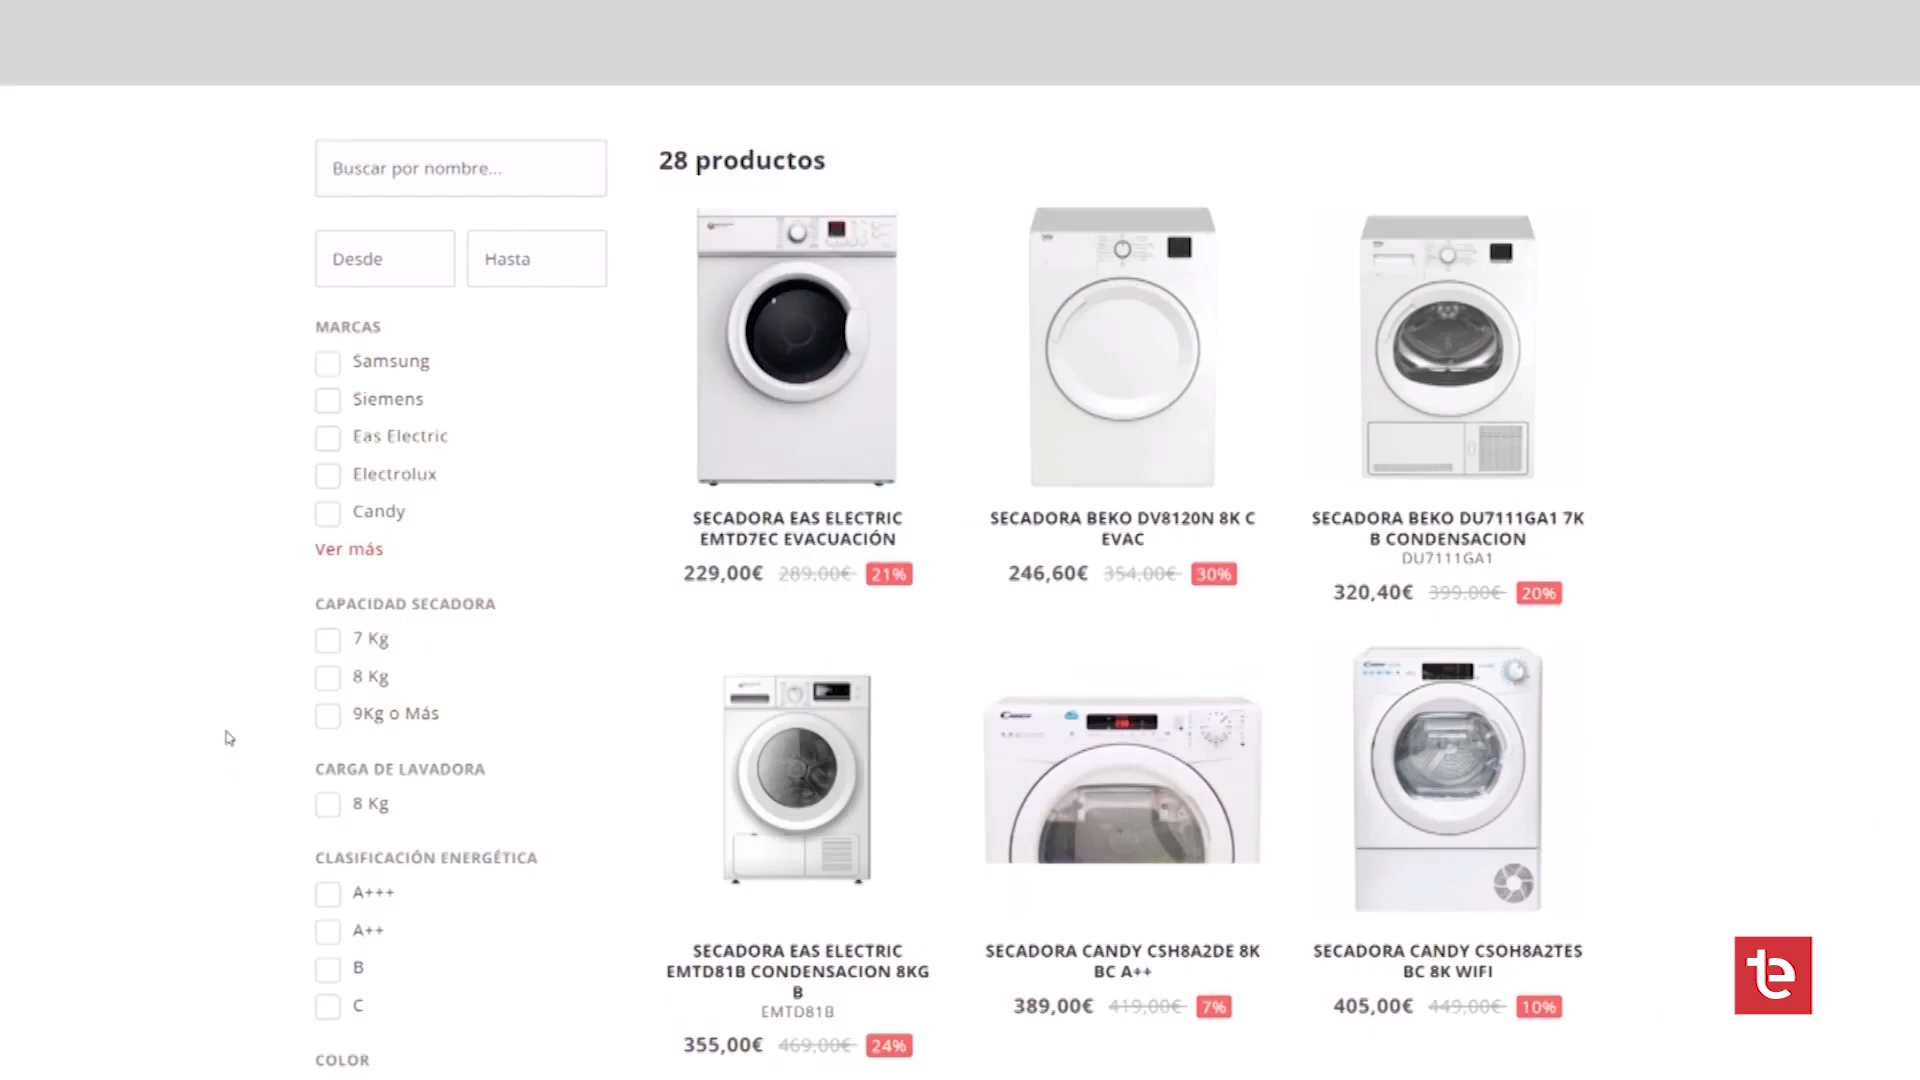 Buscar por nombre...
Desde
Hasta
MARCAS
Samsung
Siemens
Eas Electric
Electrolux
Candy
Ver más
CAPACIDAD SECADORA
7 Kg
8 Kg
9Kg o Más
CARGA DE LAVADORA
8 Kg
CLASIFICACIÓN ENERGÉTICA
A+++
A++
B
C
COLOR
28 productos
SECADORA EAS ELECTRIC
EMTD7EC EVACUACIÓN
229,00€ 289,00€ 21%
SECADORA BEKO DV8120N 8K C
EVAC
246,60€ 354,00€ 30%
SECADORA BEKO DU7111GA1 7K
B CONDENSACION
DU7111GA1
320,40€ 399,00€ 20%
SECADORA EAS ELECTRIC
EMTD81B CONDENSACION 8KG
B
EMTD81B
355,00€ 469,00€ 24%
CANDY
SECADORA CANDY CSH8A2DE 8K
BC A++
389,00€ 419,00€ 7%
SECADORA CANDY CSOH8A2TES
BC 8K WIFI
405,00€ 449,00€ 10%
te